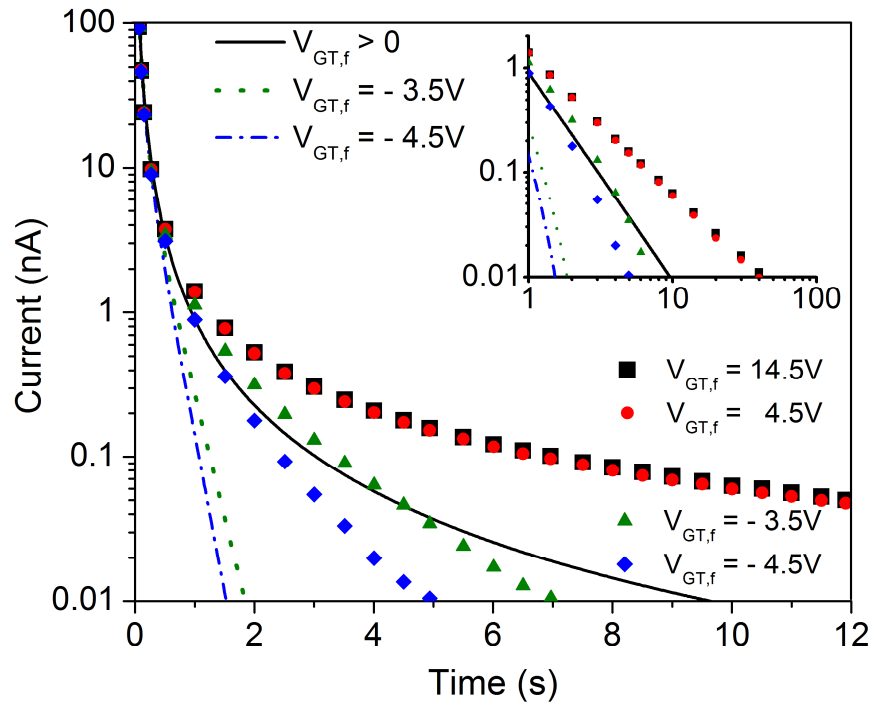 100
10
1
0.1
0.01
Current (nA)
0 2 4 6 8 10 12
Time (s)
V_GT,f > 0
V_GT,f = - 3.5V
V_GT,f = - 4.5V
1
0.1
0.01
1 10 100
V_GT,f = 14.5V
V_GT,f = 4.5V
V_GT,f = - 3.5V
V_GT,f = - 4.5V